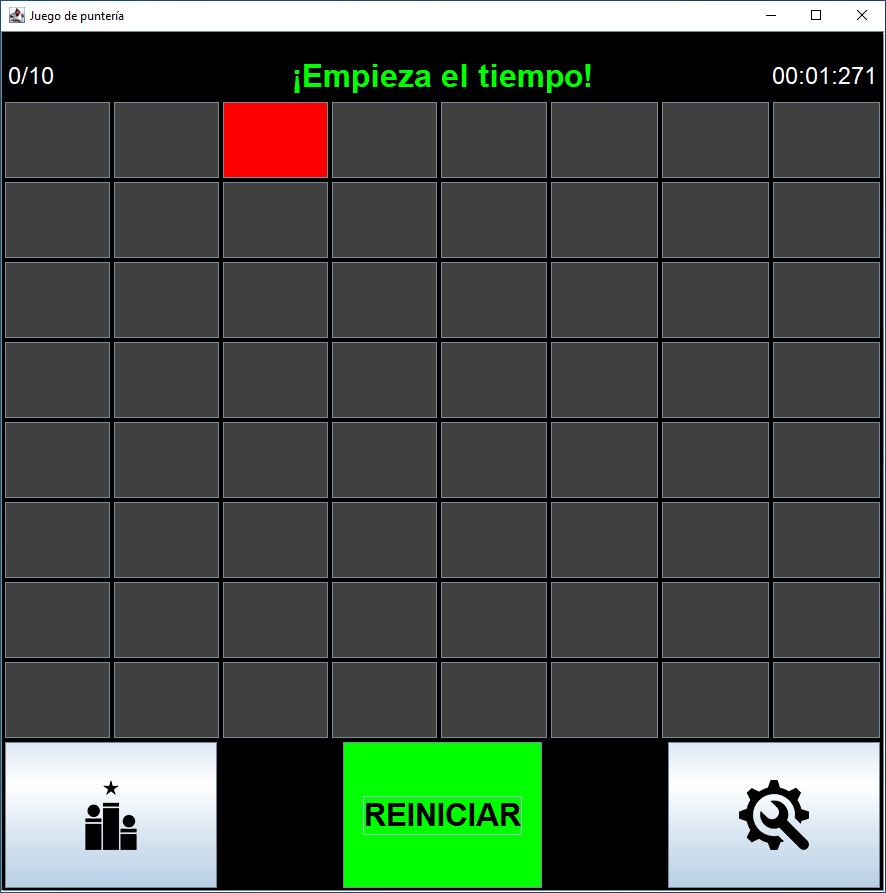 Juego de puntería
0/10
¡Empieza el tiempo!
00:01:271
REINICIAR